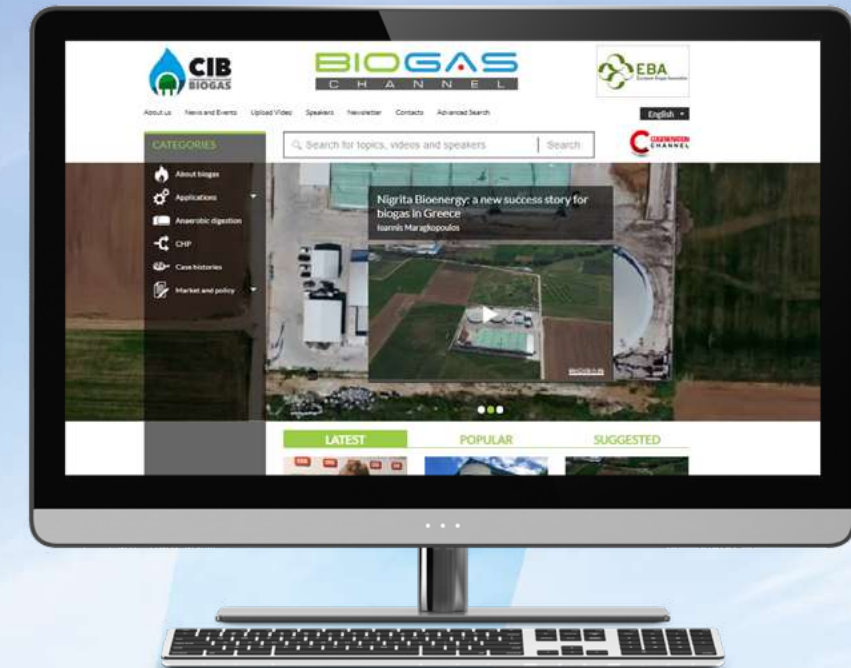 CIB
BIOGAS
BIOGAS
CHANNEL
EBA
European Biogas Association
About us News and Events Upload Video Speakers Newsletter Contacts Advanced Search
English
CATEGORIES
Search for topics, videos and speakers Search
COGENERATION
CHANNEL
About biogas
Applications
Anaerobic digestion
CHP
Case histories
Market and policy
Nigrita Bioenergy: a new success story for
biogas in Greece
Ioannis Maragkopoulos
LATEST POPULAR SUGGESTED